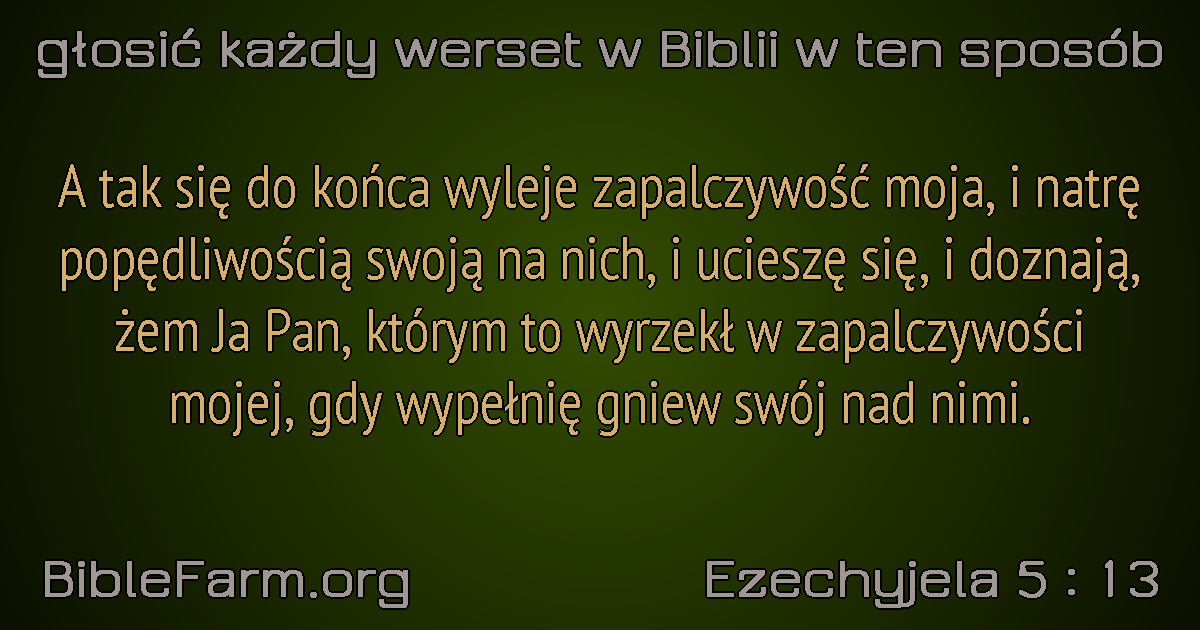 głosić każdy werset w Biblii w ten sposób
A tak się do końca wyleje zapalczywość moja, i natrę
popędliwością swoją na nich, i ucieszę się, i doznają,
żem Ja Pan, którym to wyrzekł w zapalczywości
mojej, gdy wypełnię gniew swój nad nimi.
BibleFarm.org
Ezechyjela 5 : 13